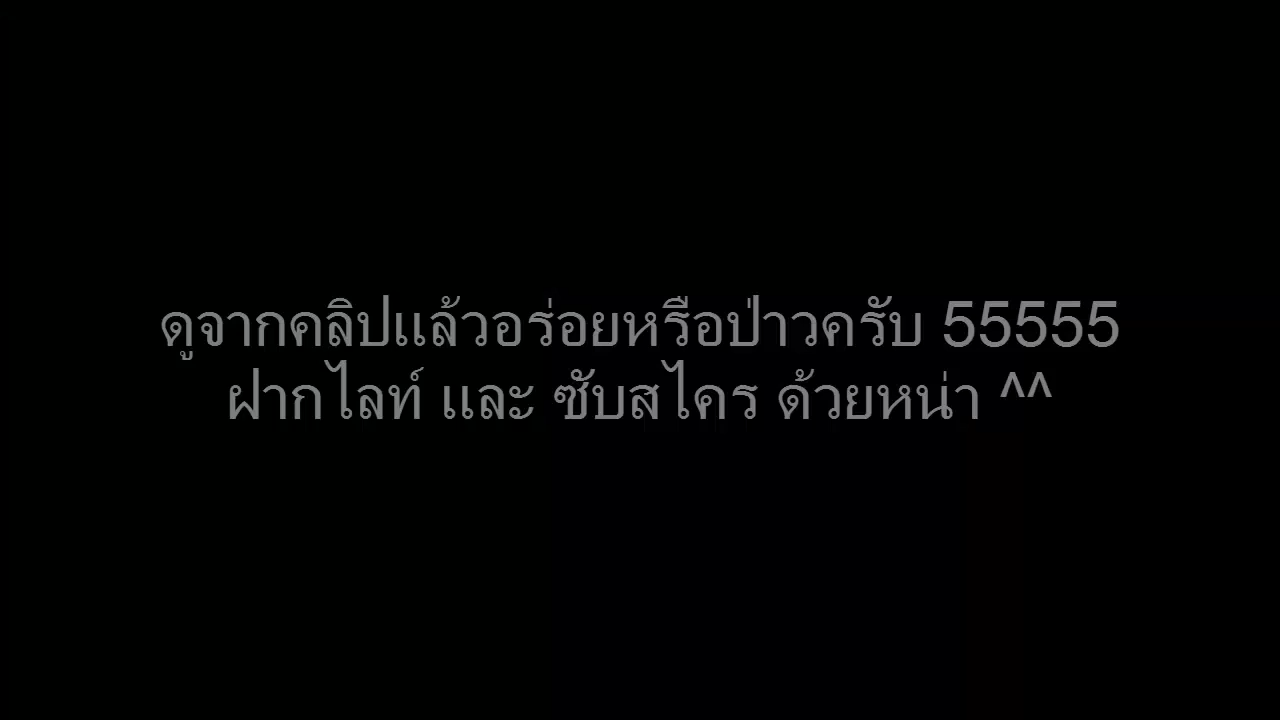 ดูจากคลิปแล้วอร่อยหรือป่าวครับ 55555
ฝากไลท์ และ ซับสไคร ด้วยหน่า ^^